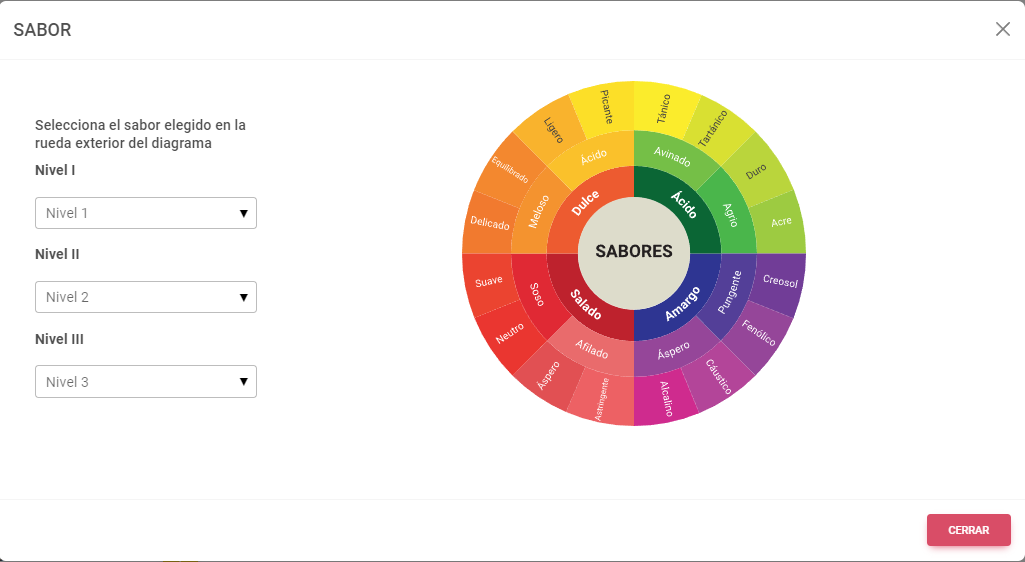 SABOR
Selecciona el sabor elegido en la
rueda exterior del diagrama
Nivel I
Nivel 1
Nivel II
Nivel 2
Nivel III
Nivel 3
SABORES
Dulce
Ácido
Amargo
Salado
Ácido
Avinado
Agrio
Pungente
Áspero
Afilado
Soso
Meloso
Picante
Tánico
Tartánico
Duro
Acre
Creosol
Fenólico
Cáustico
Alcalino
Astringente
Áspero
Neutro
Suave
Delicado
Equilibrado
Ligero
CERRAR